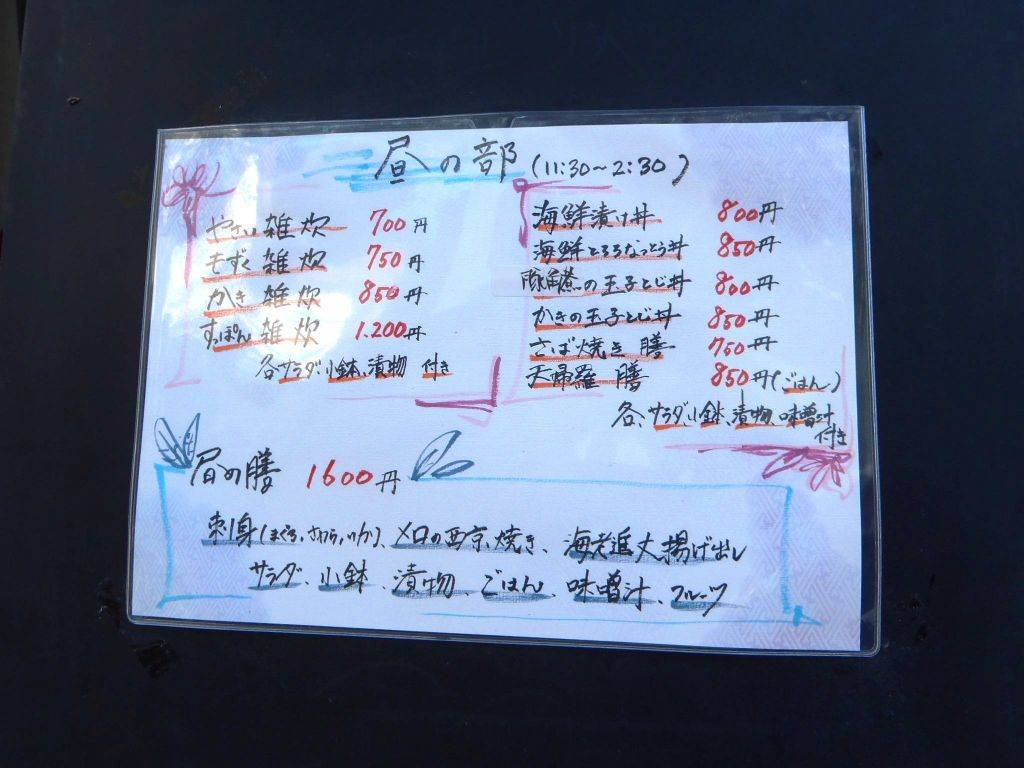 昼の部 (11:30～2:30)
やさい雑炊 700円
もずく雑炊 750円
かき雑炊 850円
すっぽん雑炊 1.200円
各サラダ、小鉢、漬物 付き
海鮮漬け丼 800円
海鮮とろろなっとう丼 850円
豚角煮の玉子とじ丼 800円
かきの玉子とじ丼 850円
さば焼き膳 750円
天婦羅膳 850円(ごはん)
各、サラダ、小鉢、漬物、味噌汁
付き
昼の膳 1600円
刺身(まぐろ,さわら,いか)、メロの西京焼き、海老追丈揚げ出し
サラダ、小鉢、漬物、ごはん、味噌汁、フルーツ